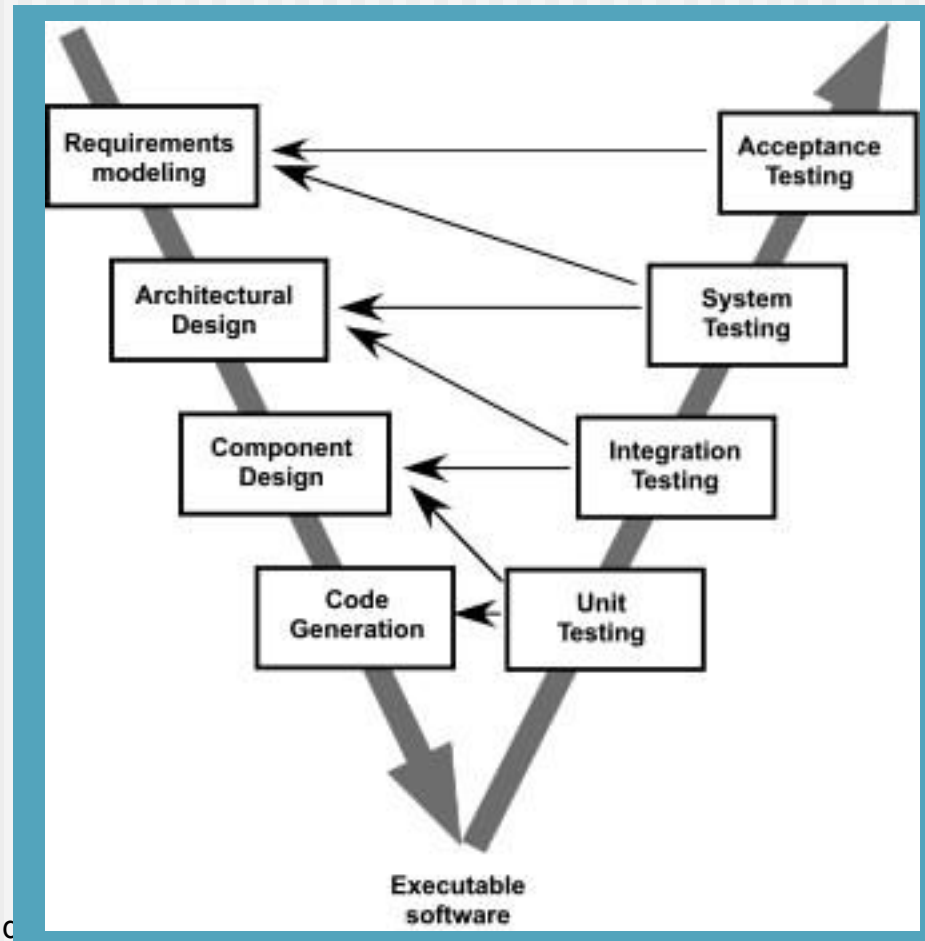 Requirements
modeling
Acceptance
Testing
Architectural
Design
System
Testing
Component
Design
Integration
Testing
Code
Generation
Unit
Testing
Executable
software